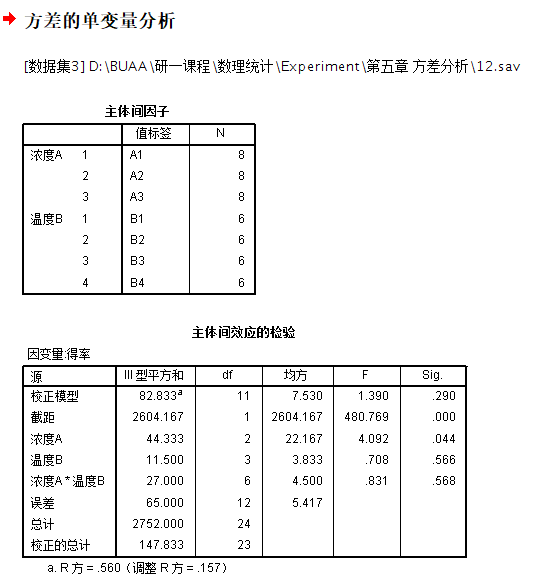 方差的单变量分析
[数据集3] D:\BUAA\研一课程\数理统计\Experiment\第五章 方差分析\12.sav
主体间因子
值标签 N
浓度A 1 A1 8
2 A2 8
3 A3 8
温度B 1 B1 6
2 B2 6
3 B3 6
4 B4 6
主体间效应的检验
因变量:得率
源 III 型平方和 df 均方 F Sig.
校正模型 82.833a 11 7.530 1.390 .290
截距 2604.167 1 2604.167 480.769 .000
浓度A 44.333 2 22.167 4.092 .044
温度B 11.500 3 3.833 .708 .566
浓度A * 温度B 27.000 6 4.500 .831 .568
误差 65.000 12 5.417
总计 2752.000 24
校正的总计 147.833 23
a. R 方 = .560（调整 R 方 = .157）